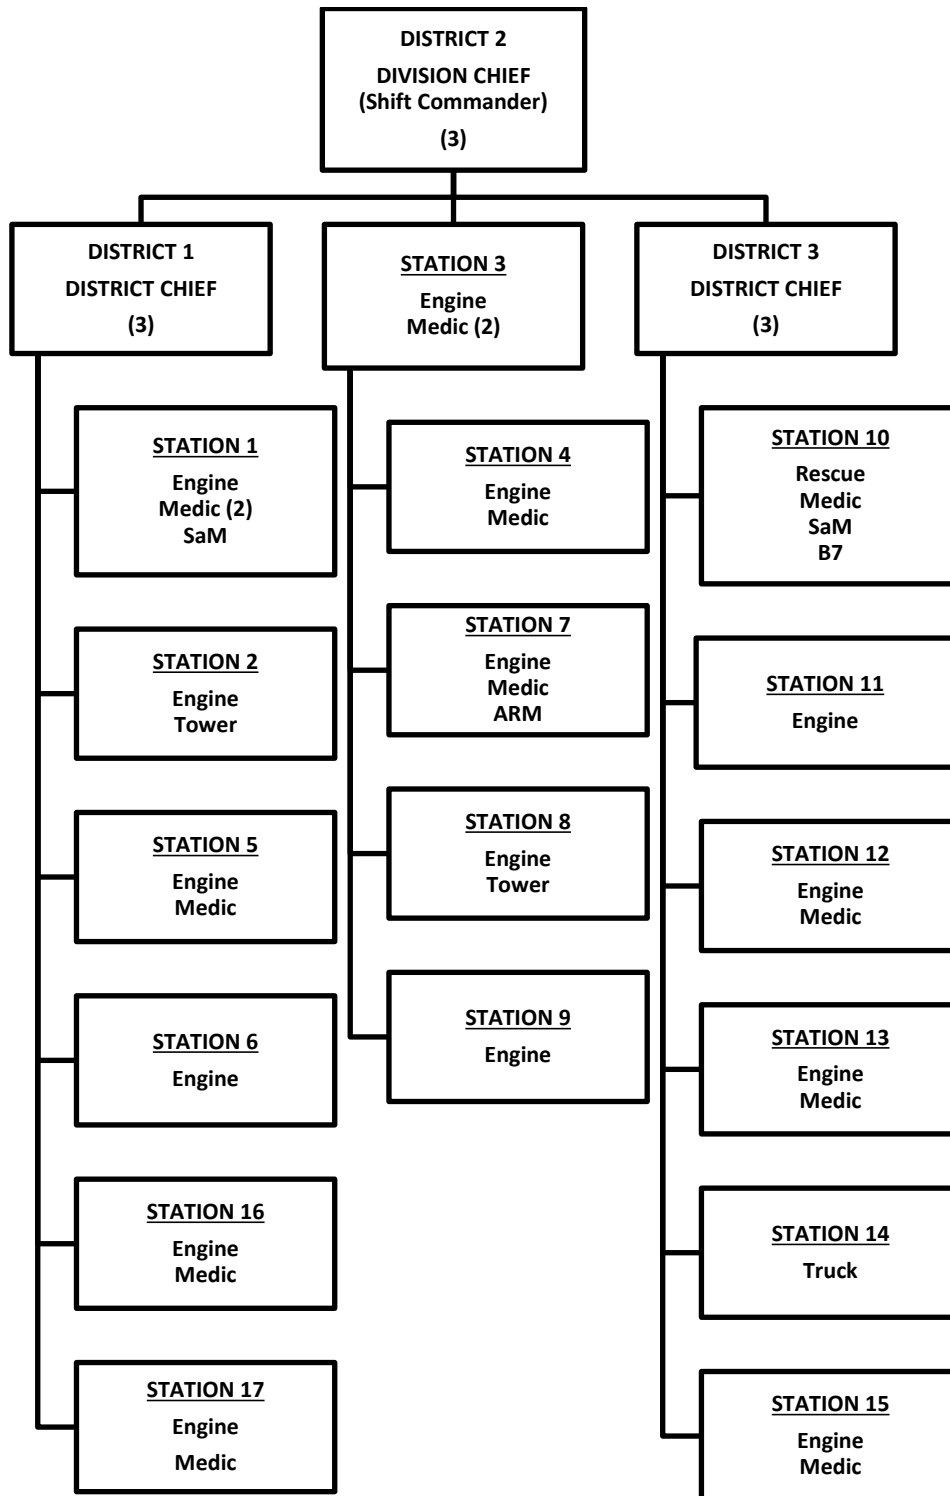 DISTRICT 2
DIVISION CHIEF
(Shift Commander)
(3)
DISTRICT 1
DISTRICT CHIEF
(3)
STATION 1
Engine
Medic (2)
SaM
STATION 2
Engine
Tower
STATION 5
Engine
Medic
STATION 6
Engine
STATION 16
Engine
Medic
STATION 17
Engine
Medic
STATION 3
Engine
Medic (2)
STATION 4
Engine
Medic
STATION 7
Engine
Medic
ARM
STATION 8
Engine
Tower
STATION 9
Engine
DISTRICT 3
DISTRICT CHIEF
(3)
STATION 10
Rescue
Medic
SaM
B7
STATION 11
Engine
STATION 12
Engine
Medic
STATION 13
Engine
Medic
STATION 14
Truck
STATION 15
Engine
Medic